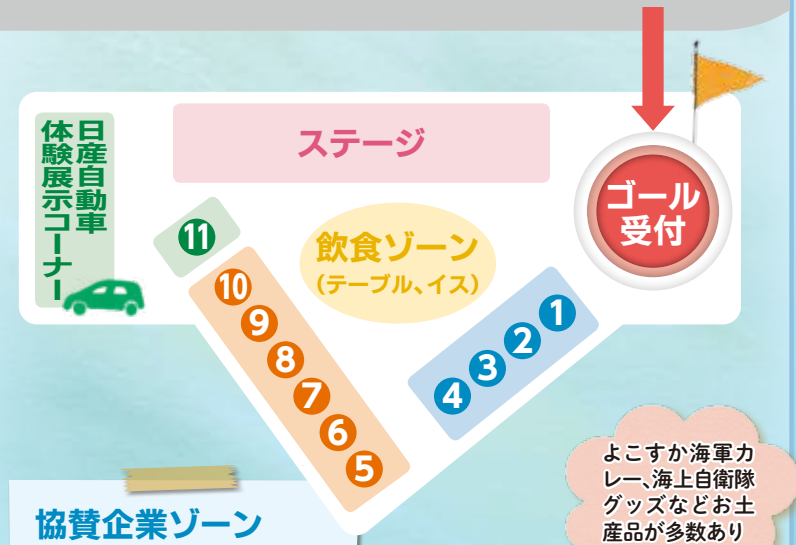 ステージ
日産自動車
体験展示コーナー
ゴール
受付
飲食ゾーン
(テーブル、イス)
⑪
⑩
⑨
⑧
⑦
⑥
⑤
①
②
③
④
よこすか海軍カ
レー、海上自衛隊
グッズなどお土
産品が多数あり
協賛企業ゾーン